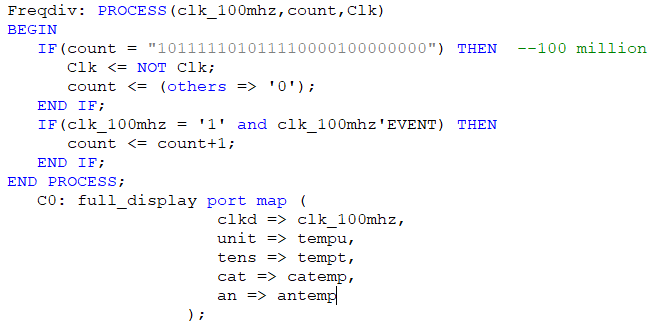 Freqdiv: PROCESS(clk_100mhz,count,Clk)
BEGIN
IF(count = "101111101011110000100000000") THEN --100 million
Clk <= NOT Clk;
count <= (others => '0');
END IF;
IF(clk_100mhz = '1' and clk_100mhz'EVENT) THEN
count <= count+1;
END IF;
END PROCESS;
C0: full_display port map (
clkd => clk_100mhz,
unit => tempu,
tens => tempt,
cat => catemp,
an => antemp
);